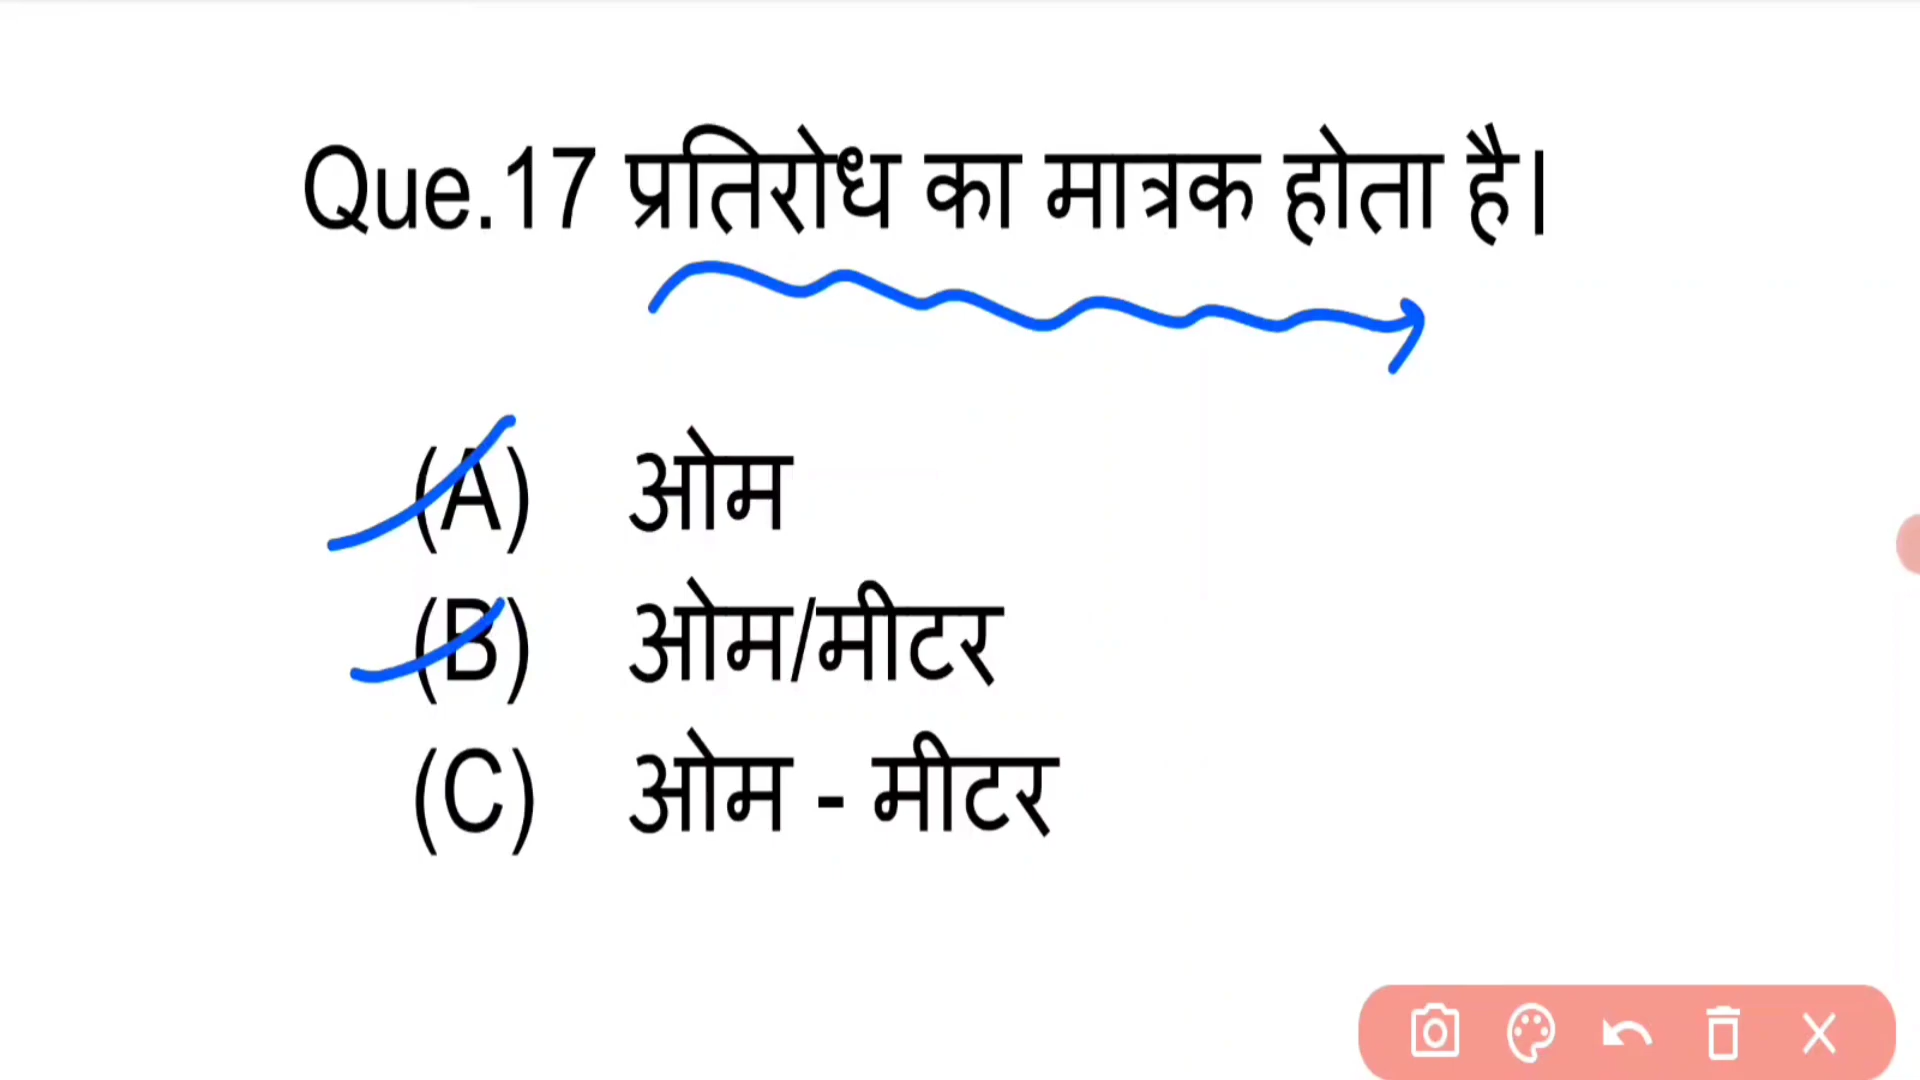 Que.17 प्रतिरोध का मात्रक होता है।
(A) ओम
(B) ओम/मीटर
(C) ओम - मीटर